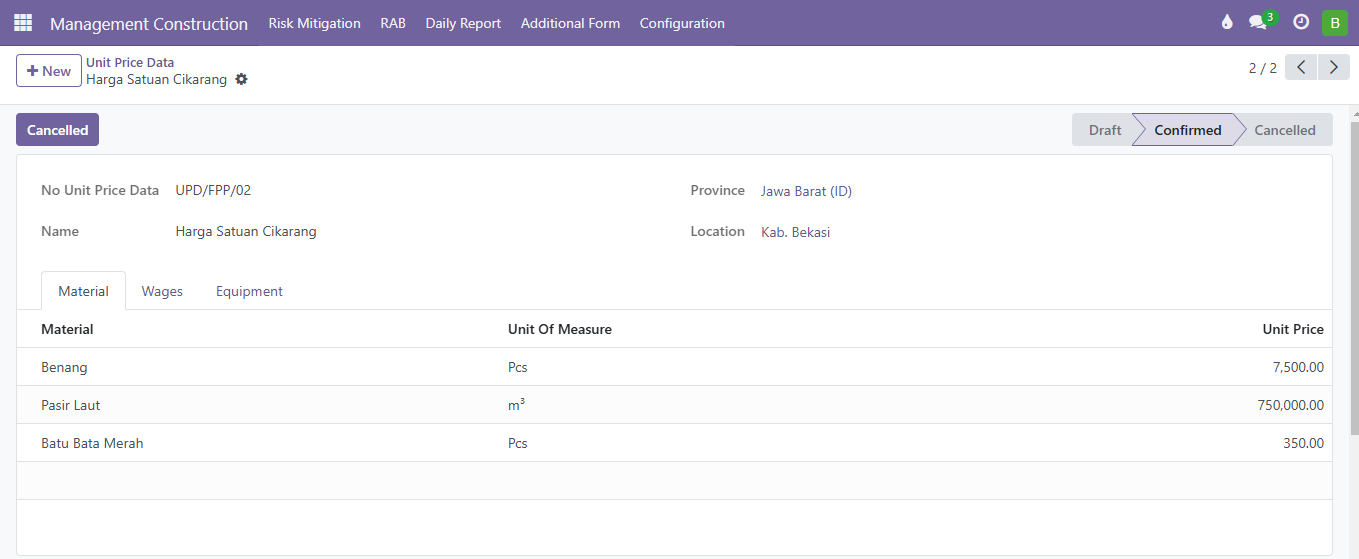 Management Construction Risk Mitigation RAB Daily Report Additional Form Configuration 3 B
+ New Unit Price Data 2 / 2
Harga Satuan Cikarang
Cancelled Draft Confirmed Cancelled
No Unit Price Data UPD/FPP/02 Province Jawa Barat (ID)
Name Harga Satuan Cikarang Location Kab. Bekasi
Material Wages Equipment
Material Unit Of Measure Unit Price
Benang Pcs 7,500.00
Pasir Laut m³ 750,000.00
Batu Bata Merah Pcs 350.00